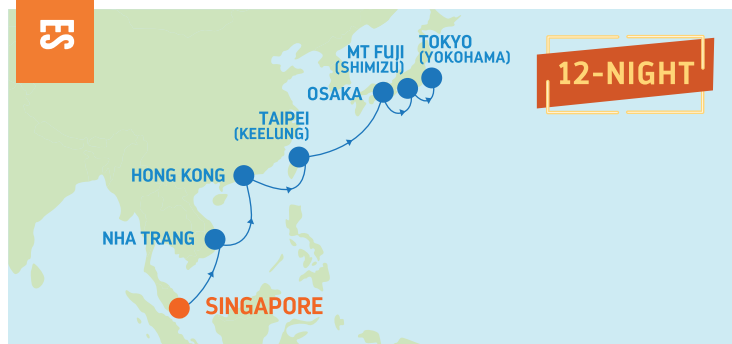 ES
TOKYO
(YOKOHAMA)
MT FUJI
(SHIMIZU)
OSAKA
12-NIGHT
TAIPEI
(KEELUNG)
HONG KONG
NHA TRANG
SINGAPORE